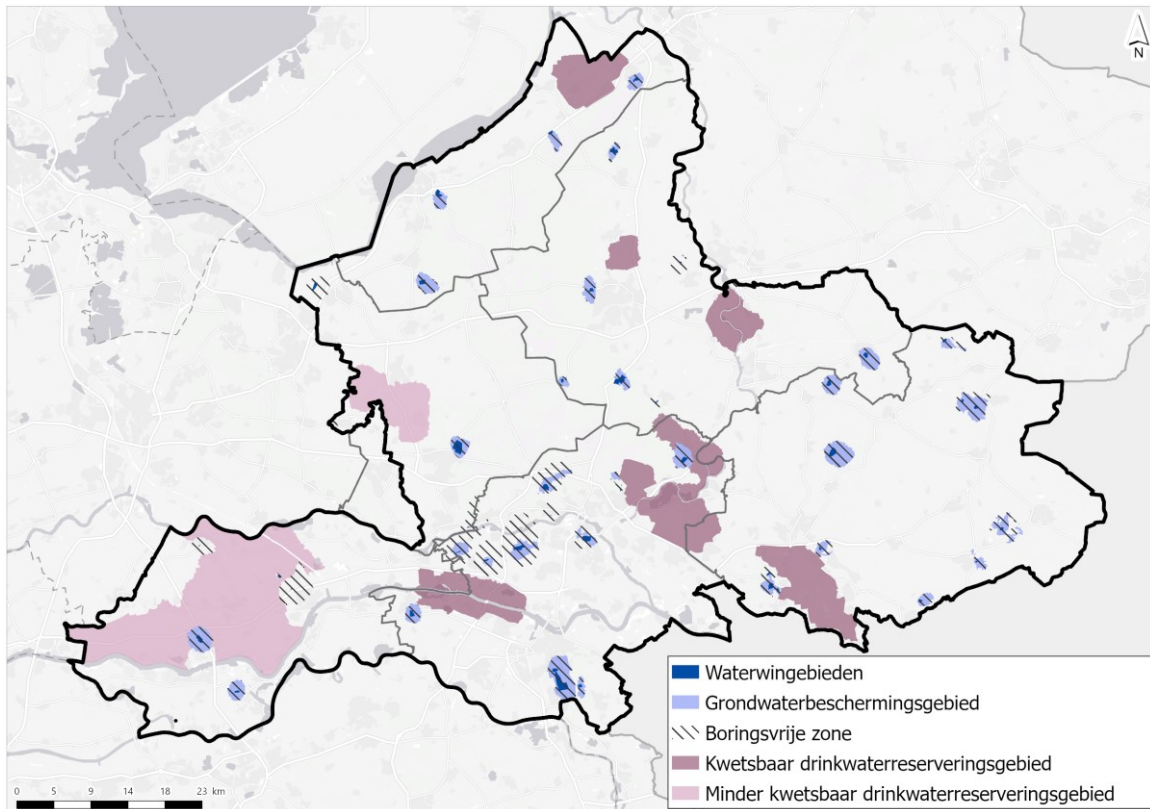 N
Waterwingebieden
Grondwaterbeschermingsgebied
Boringsvrije zone
Kwetsbaar drinkwaterreserveringsgebied
Minder kwetsbaar drinkwaterreserveringsgebied
0 5 9 14 18 23 km